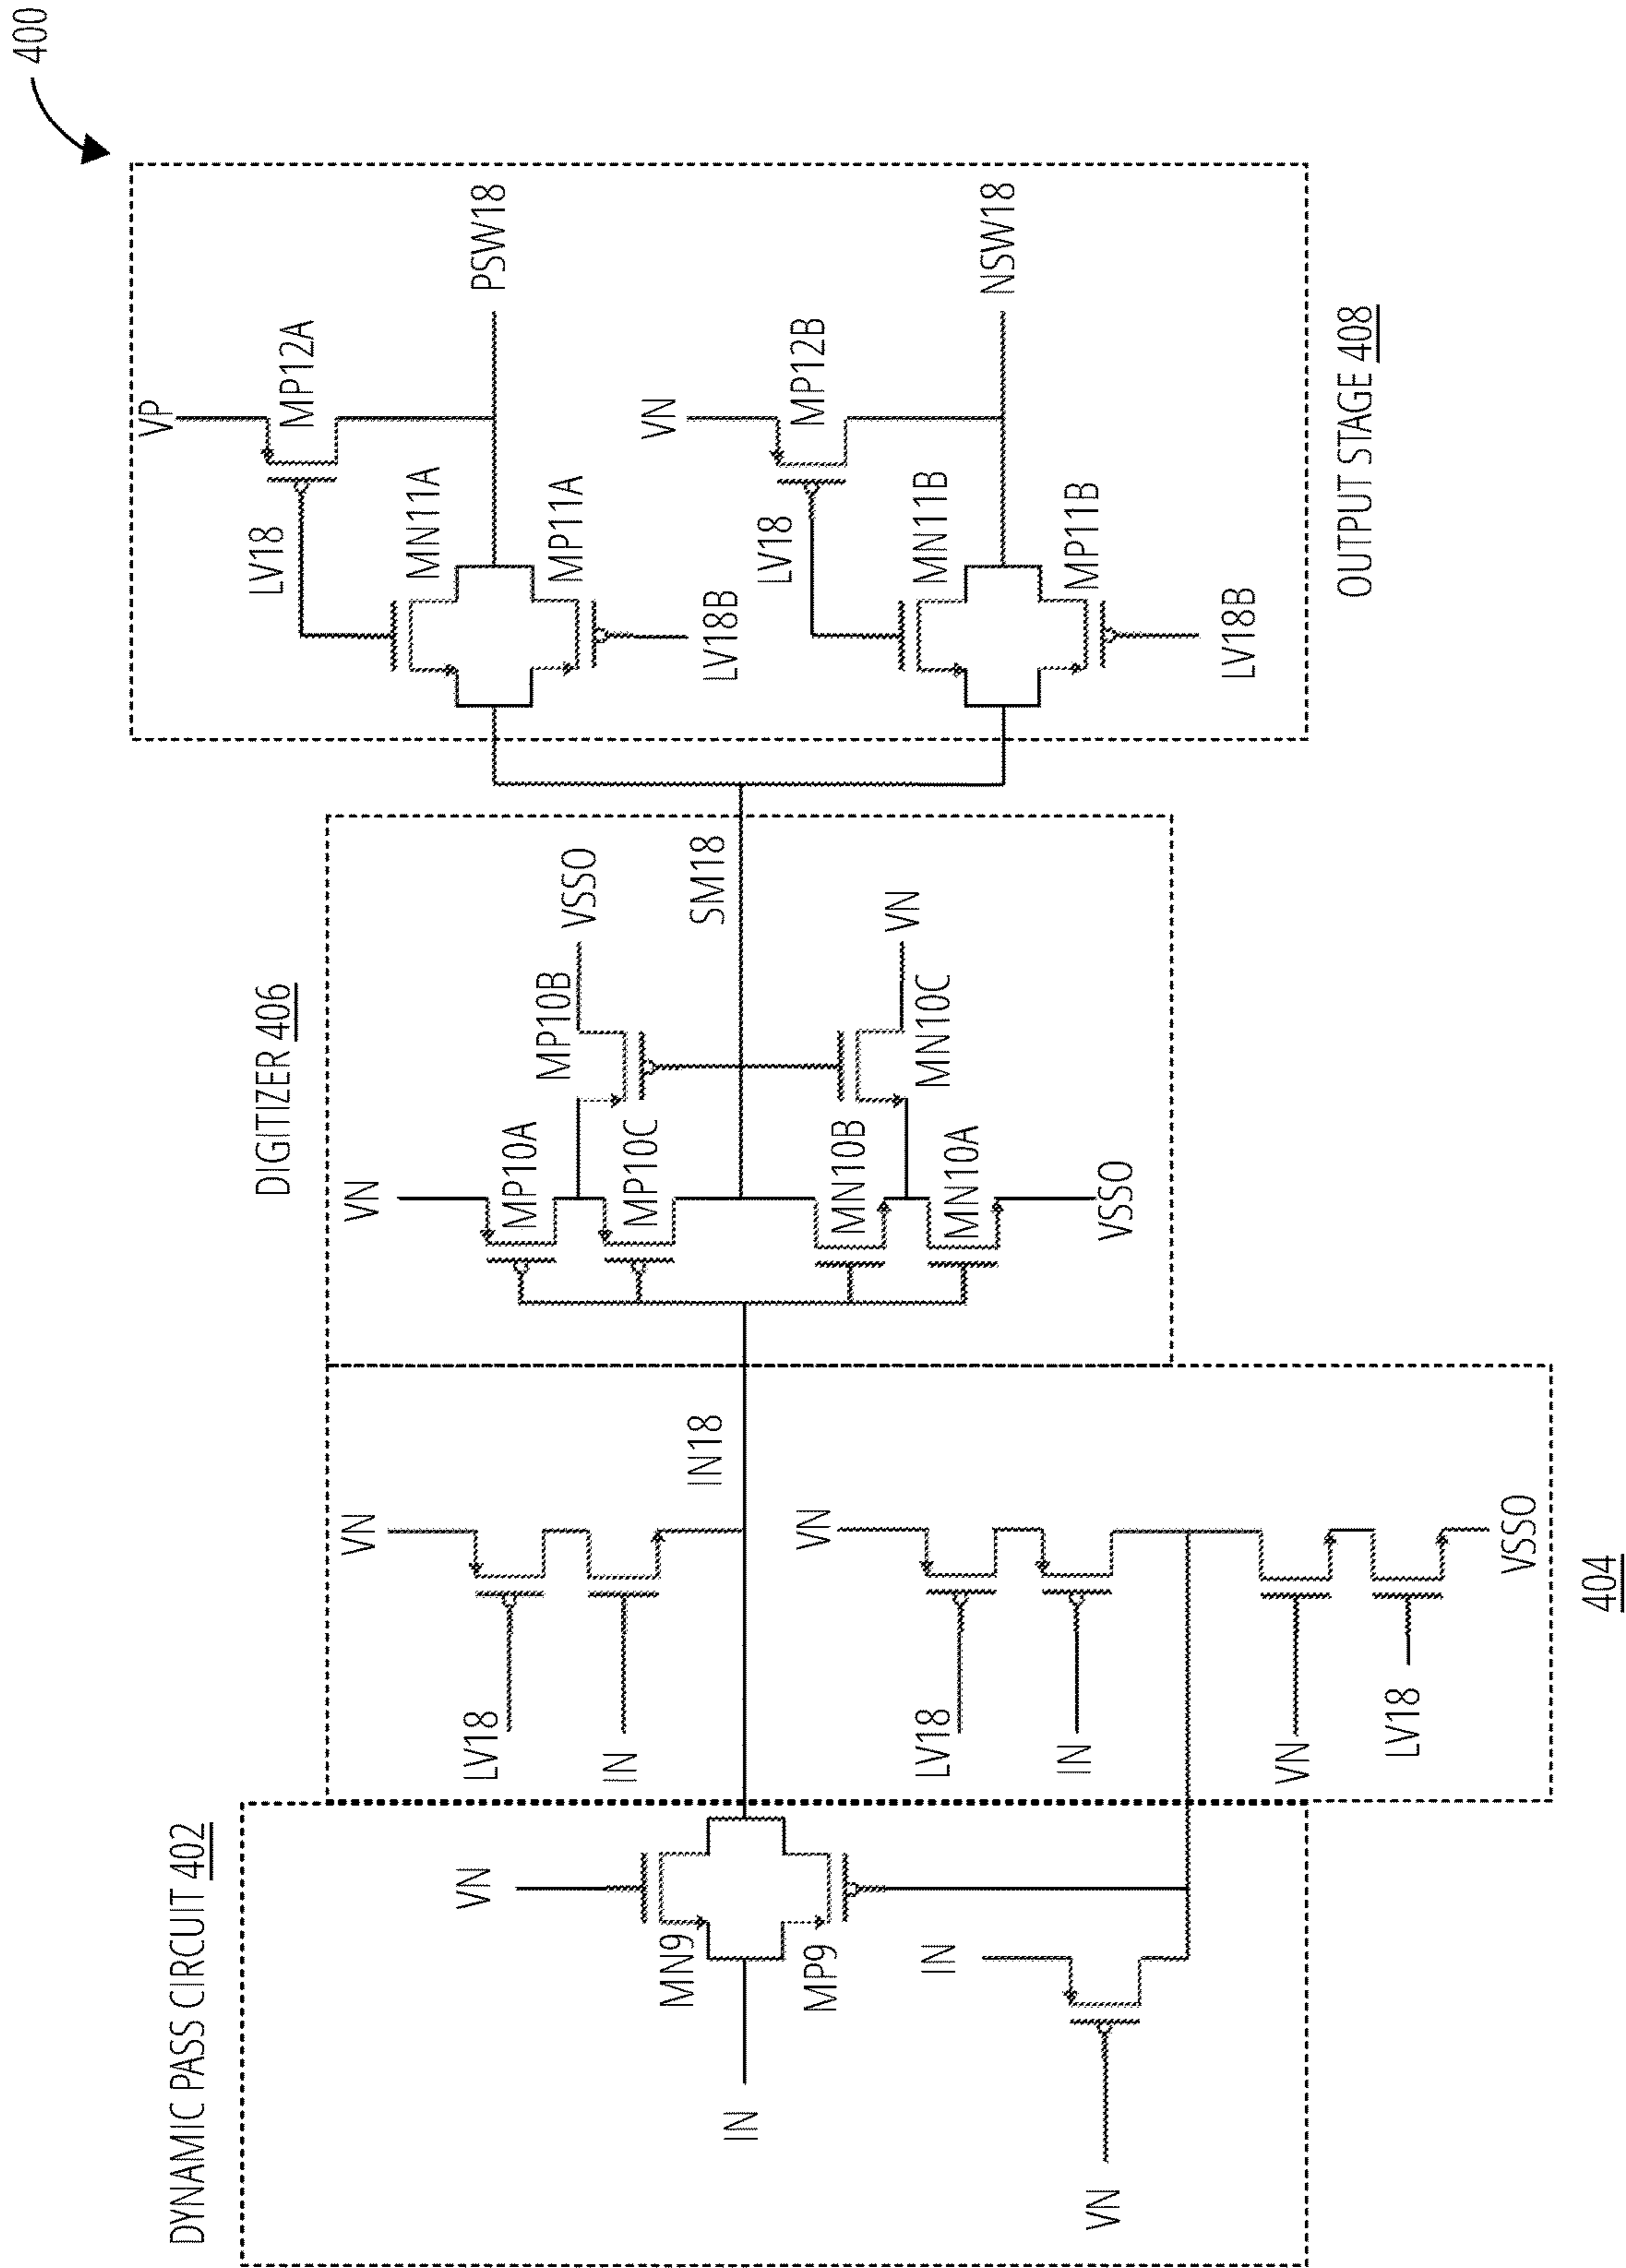 400
DYNAMIC PASS CIRCUIT 402
VN
MN9
IN
MP9
IN
VN
VN
LV18
IN
IN18
VN
LV18
IN
VN
LV18
VSSO
404
DIGITIZER 406
VN
MP10A
MP10B
VSSO
MP10C
SM18
MN10B
VN
MN10C
MN10A
VSSO
VP
MP12A
LV18
MN11A
PSW18
MP11A
LV18B
VN
MP12B
LV18
MN11B
NSW18
MP11B
LV18B
OUTPUT STAGE 408